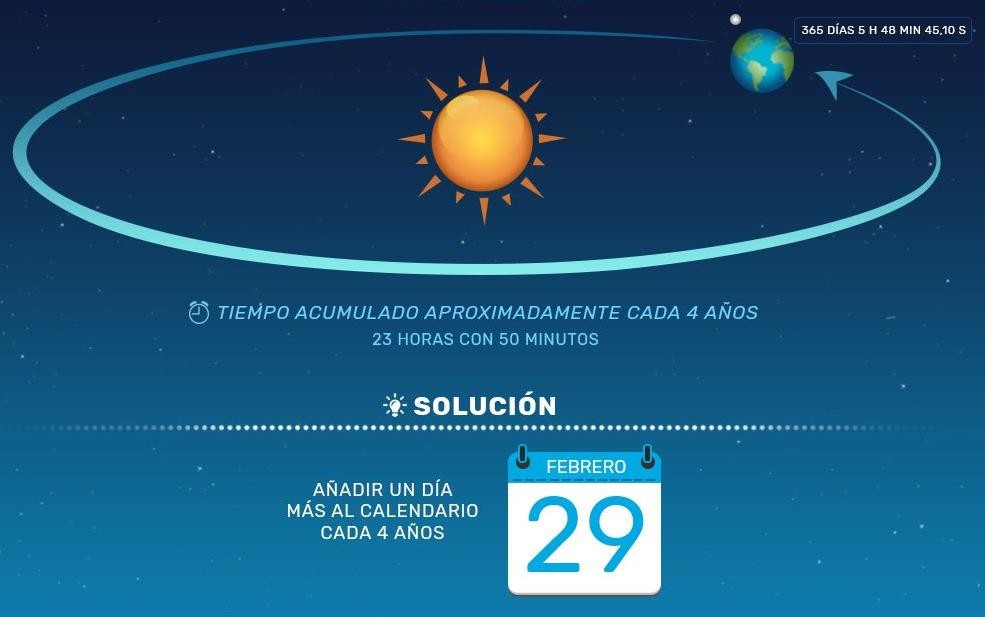 365 DÍAS 5 H 48 MIN 45,10 S
TIEMPO ACUMULADO APROXIMADAMENTE CADA 4 AÑOS
23 HORAS CON 50 MINUTOS
SOLUCIÓN
AÑADIR UN DÍA
MÁS AL CALENDARIO
CADA 4 AÑOS
FEBRERO
29